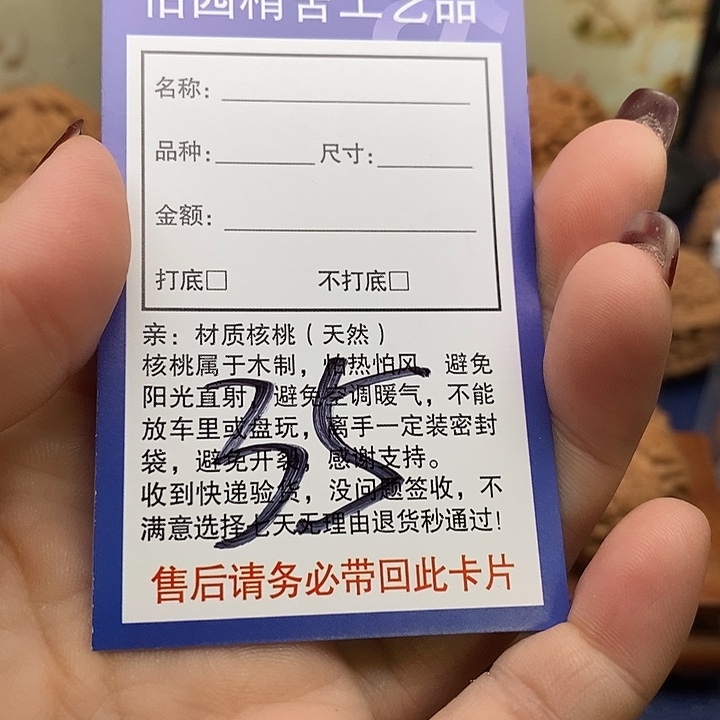 名称：
品种： 尺寸：
金额：
打底□ 不打底□
亲：材质核桃（天然）
核桃属于木制，怕热怕风。避免
阳光直射，避免空调暖气，不能
放车里或盘玩，离手一定装密封
袋，避免开裂，感谢支持。
收到快递验货，没问题签收，不
满意选择七天无理由退货秒通过！
35
售后请务必带回此卡片